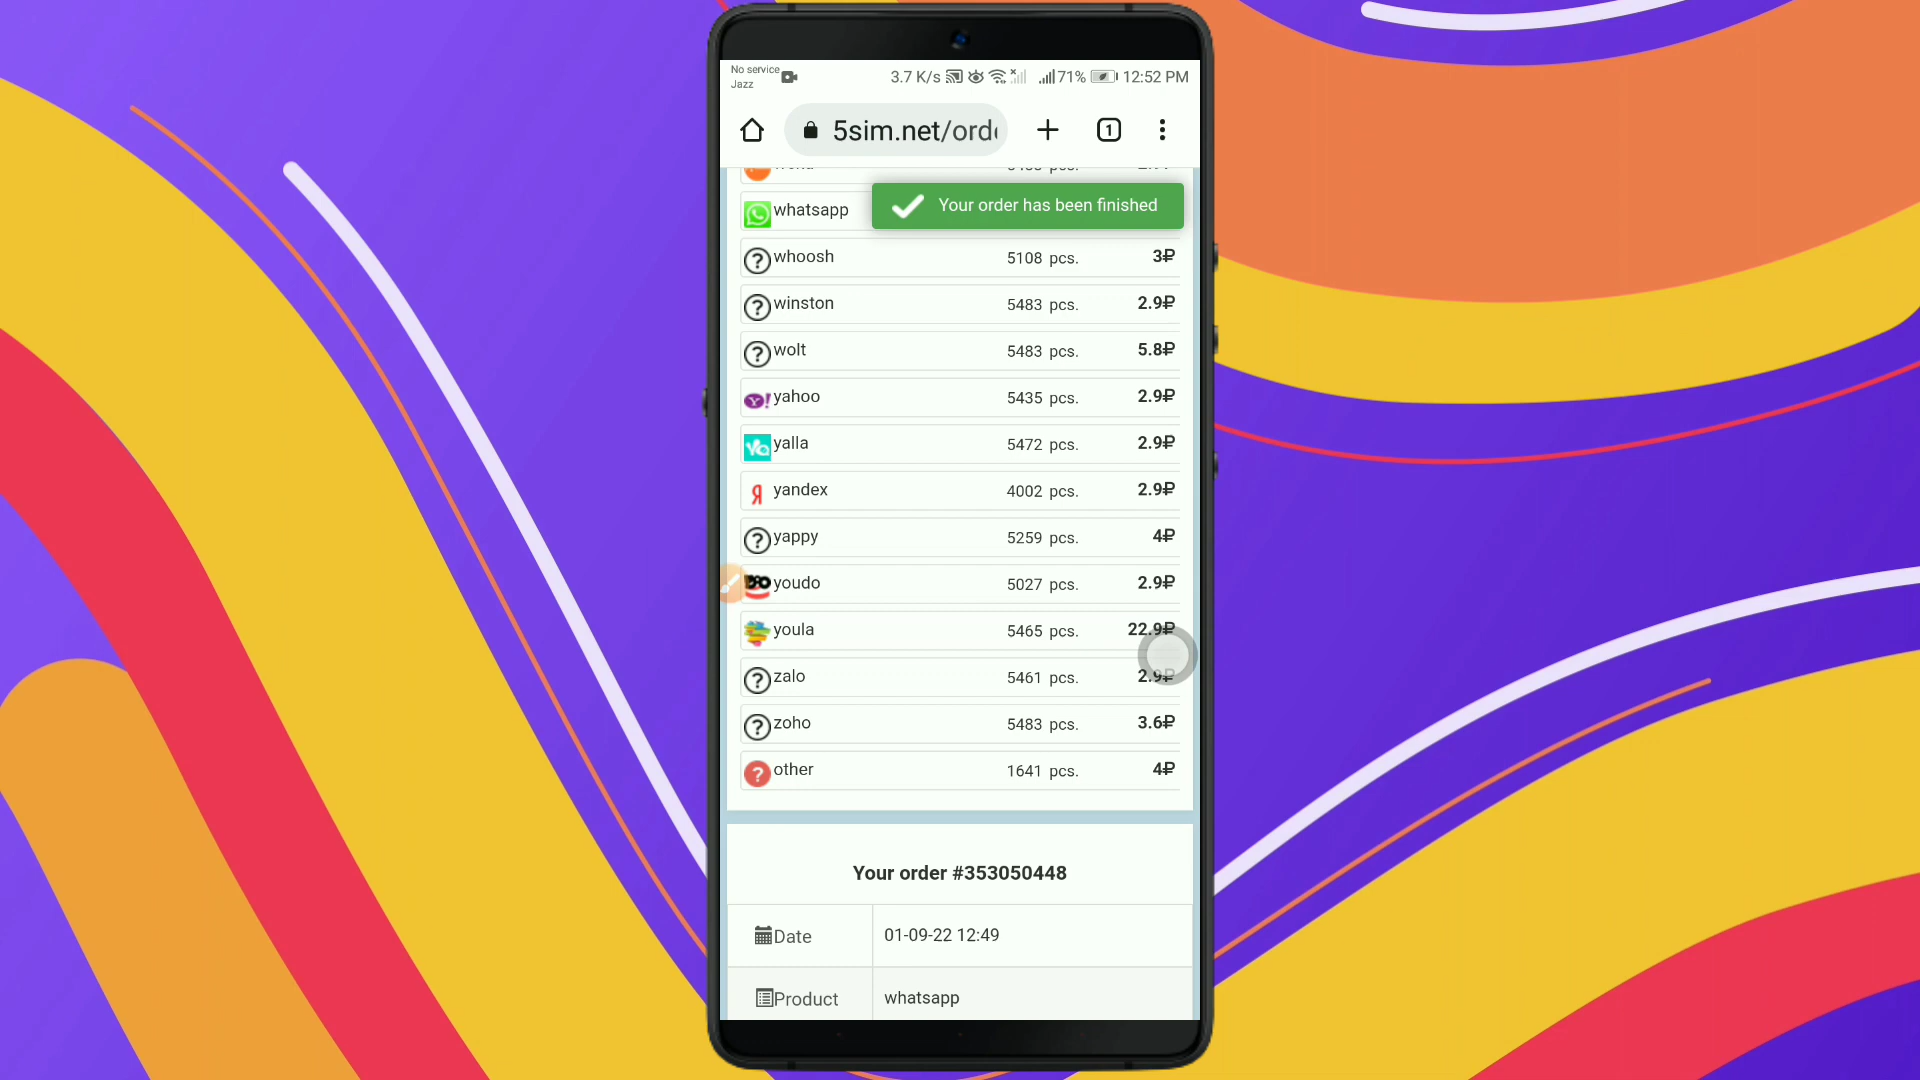 No service
Jazz
3.7 K/s 71% 12:52 PM
5sim.net/ord
1
whatsapp
Your order has been finished
whoosh 5108 pcs. 3₽
winston 5483 pcs. 2.9₽
wolt 5483 pcs. 5.8₽
yahoo 5435 pcs. 2.9₽
yalla 5472 pcs. 2.9₽
yandex 4002 pcs. 2.9₽
yappy 5259 pcs. 4₽
youdo 5027 pcs. 2.9₽
youla 5465 pcs. 22.9₽
zalo 5461 pcs. 2.9₽
zoho 5483 pcs. 3.6₽
other 1641 pcs. 4₽
Your order #353050448
Date 01-09-22 12:49
Product whatsapp